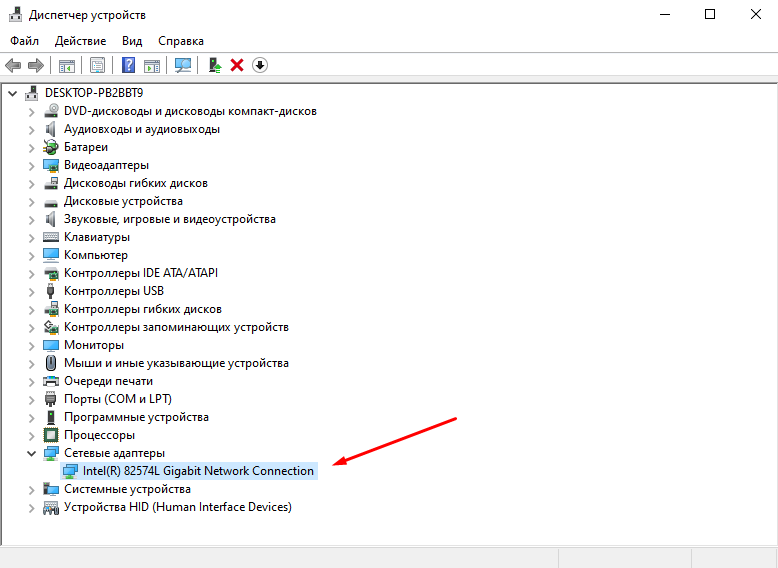 Диспетчер устройств
Файл Действие Вид Справка
DESKTOP-PB2BBT9
DVD-дисководы и дисководы компакт-дисков
Аудиовходы и аудиовыходы
Батареи
Видеоадаптеры
Дисководы гибких дисков
Дисковые устройства
Звуковые, игровые и видеоустройства
Клавиатуры
Компьютер
Контроллеры IDE ATA/ATAPI
Контроллеры USB
Контроллеры гибких дисков
Контроллеры запоминающих устройств
Мониторы
Мыши и иные указывающие устройства
Очереди печати
Порты (COM и LPT)
Программные устройства
Процессоры
Сетевые адаптеры
Intel(R) 82574L Gigabit Network Connection
Системные устройства
Устройства HID (Human Interface Devices)